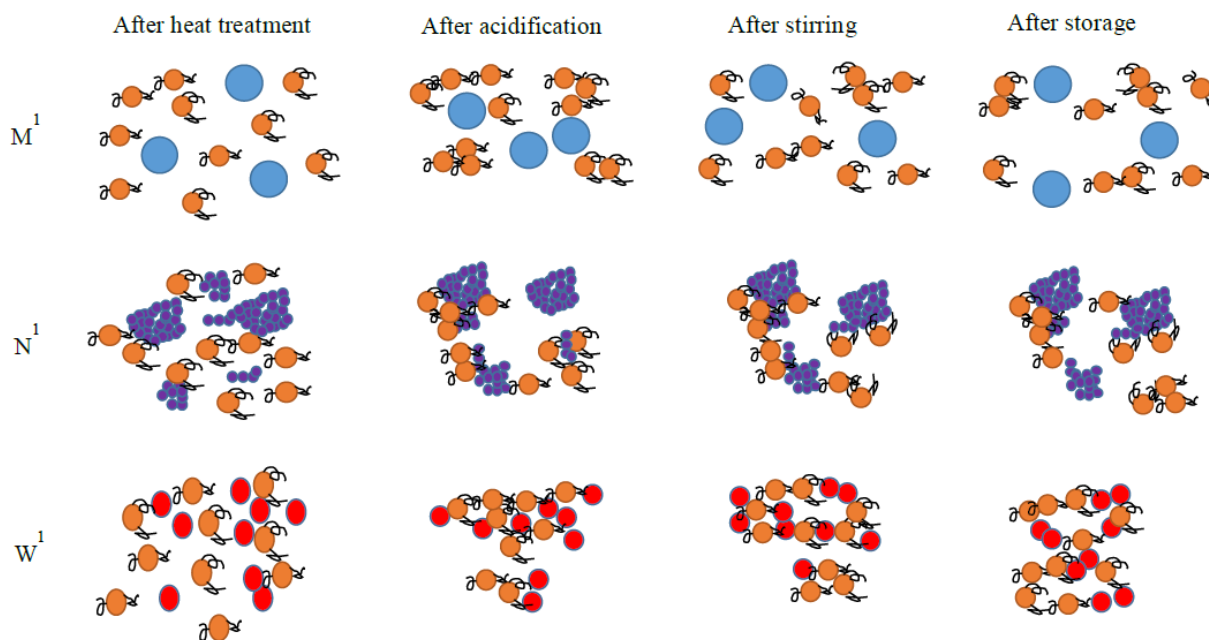 After heat treatment After acidification After stirring After storage
M¹
N¹
W¹